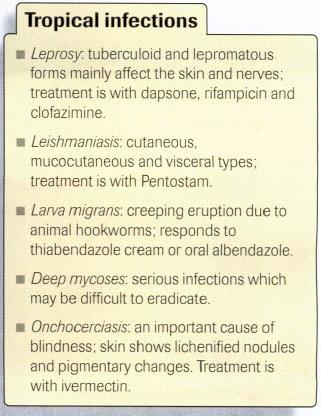 Tropical infections
■ Leprosy: tuberculoid and lepromatous
forms mainly affect the skin and nerves;
treatment is with dapsone, rifampicin and
clofazimine.
■ Leishmaniasis: cutaneous,
mucocutaneous and visceral types;
treatment is with Pentostam.
■ Larva migrans: creeping eruption due to
animal hookworms; responds to
thiabendazole cream or oral albendazole.
■ Deep mycoses: serious infections which
may be difficult to eradicate.
■ Onchocerciasis: an important cause of
blindness; skin shows lichenified nodules
and pigmentary changes. Treatment is
with ivermectin.